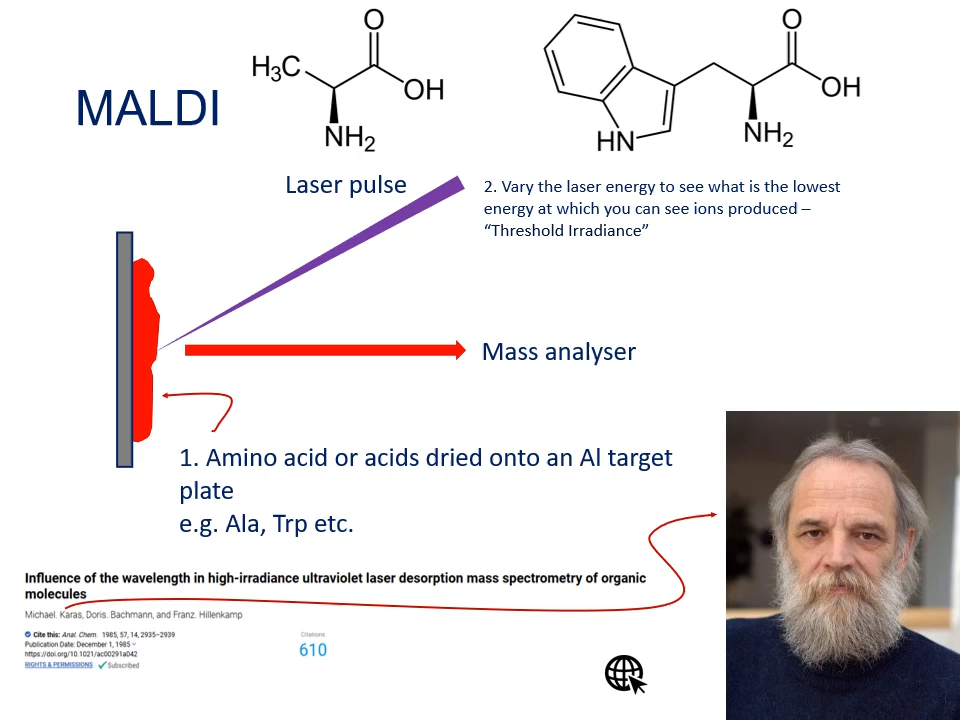 MALDI
H₃C
O
OH
NH₂
O
OH
NH₂
HN
Laser pulse
2. Vary the laser energy to see what is the lowest
energy at which you can see ions produced –
“Threshold Irradiance”
Mass analyser
1. Amino acid or acids dried onto an Al target
plate
e.g. Ala, Trp etc.
Influence of the wavelength in high-irradiance ultraviolet laser desorption mass spectrometry of organic
molecules
Michael. Karas, Doris. Bachmann, and Franz. Hillenkamp
Cite this: Anal. Chem. 1985, 57, 14, 2935–2939
Publication Date: December 1, 1985
https://doi.org/10.1021/ac00291a042
RIGHTS & PERMISSIONS Subscribed
Citations
610